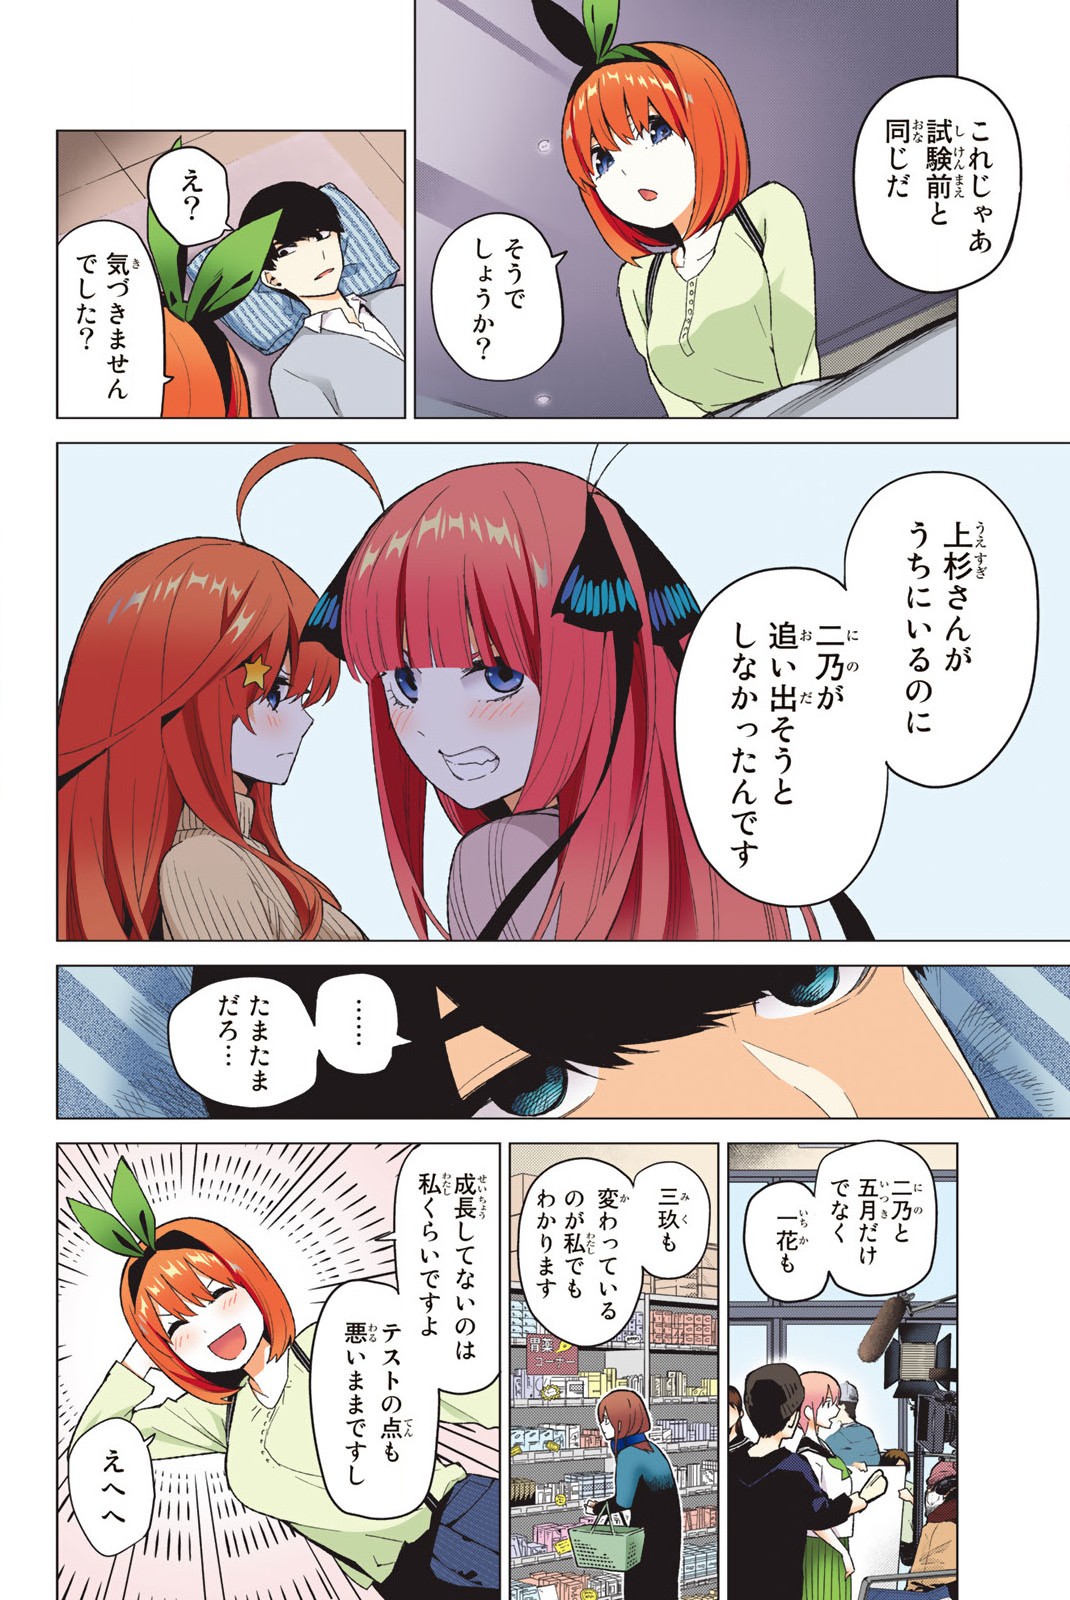 これじゃあ
試験前と
同じだ
そうで
しょうか？
え？
気づきません
でした？
上杉さんが
うちにいるのに
二乃が
追い出そうと
しなかったんです
……
たまたま
だろ…
二乃と
五月だけ
でなく
一花も
三玖も
変わっている
のが私でも
わかります
胃薬
コーナー
成長してないのは
私くらいですよ
テストの点も
悪いままですし
えへへ